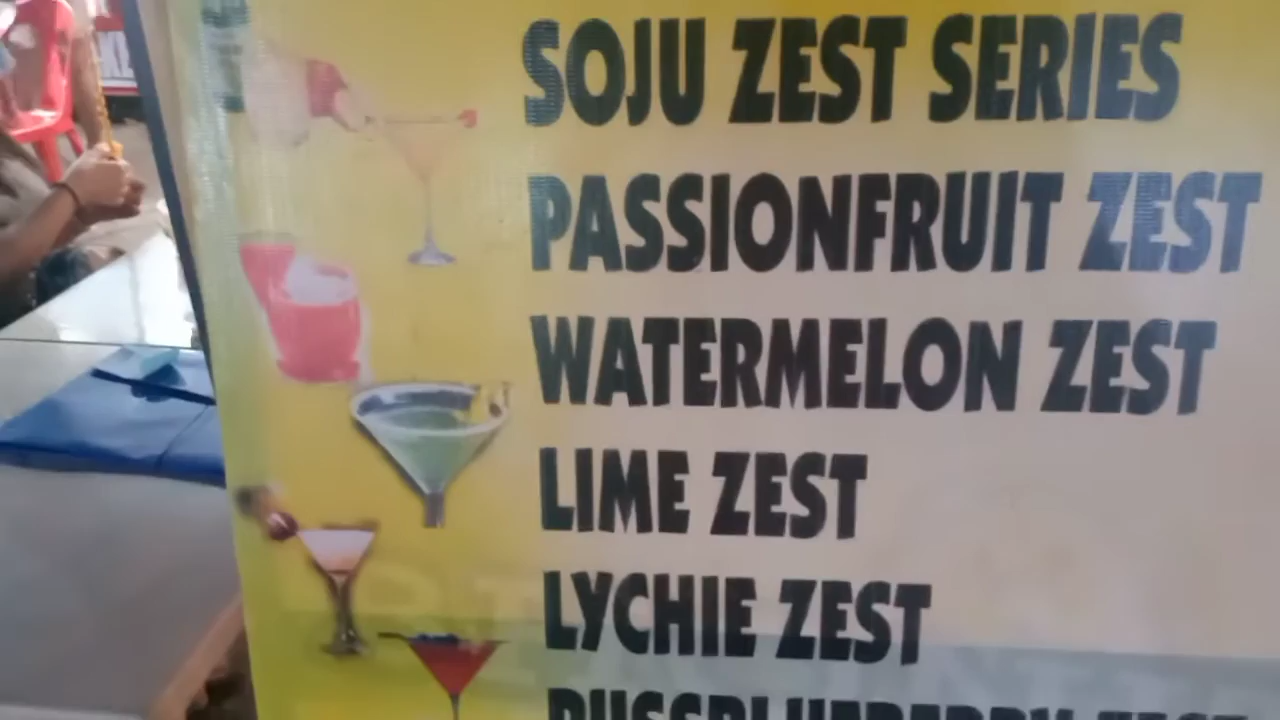 SOJU ZEST SERIES
PASSIONFRUIT ZEST
WATERMELON ZEST
LIME ZEST
LYCHIE ZEST